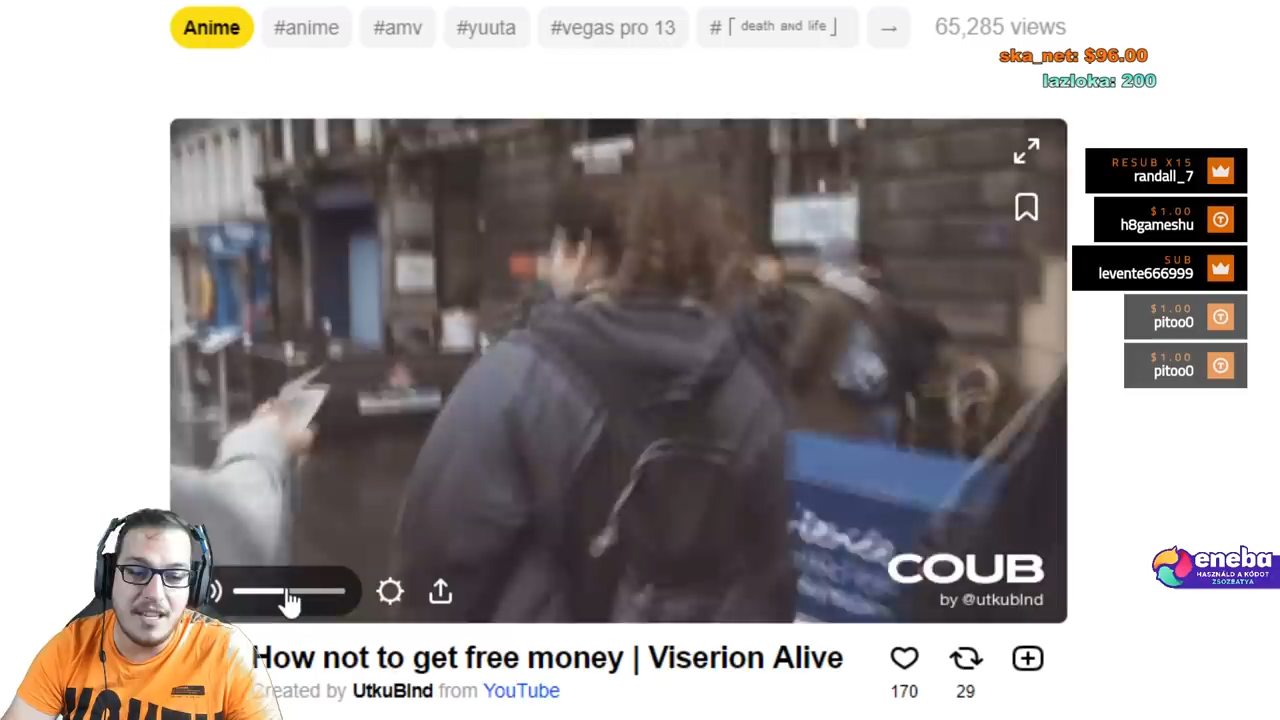 Anime
#anime
#amv
#yuuta
#vegas pro 13
#「 death and life 」
→
65,285 views
ska_net: $96.00
lazloka: 200
RESUB X15
randall_7
$1.00
h8gameshu
SUB
levente666999
$1.00
pitoo0
$1.00
pitoo0
COUB
by @utkublnd
eneba
HASZNÁLD A KÓDOT
ZSOZEATYA
How not to get free money | Viserion Alive
Created by UtkuBlnd from YouTube
170
29